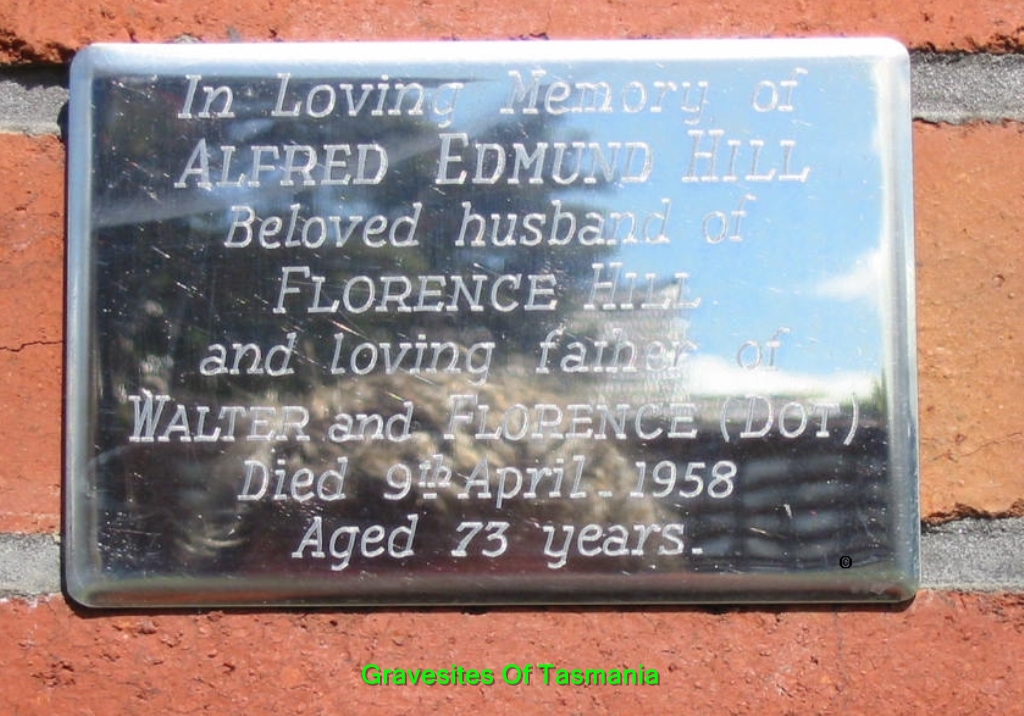 In Loving Memory of
ALFRED EDMUND HILL
Beloved husband of
FLORENCE HILL
and loving father of
WALTER and FLORENCE (DOT)
Died 9th April. 1958
Aged 73 years.
Gravesites Of Tasmania